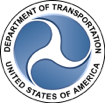 DEPARTMENT OF TRANSPORTATION
UNITED STATES OF AMERICA